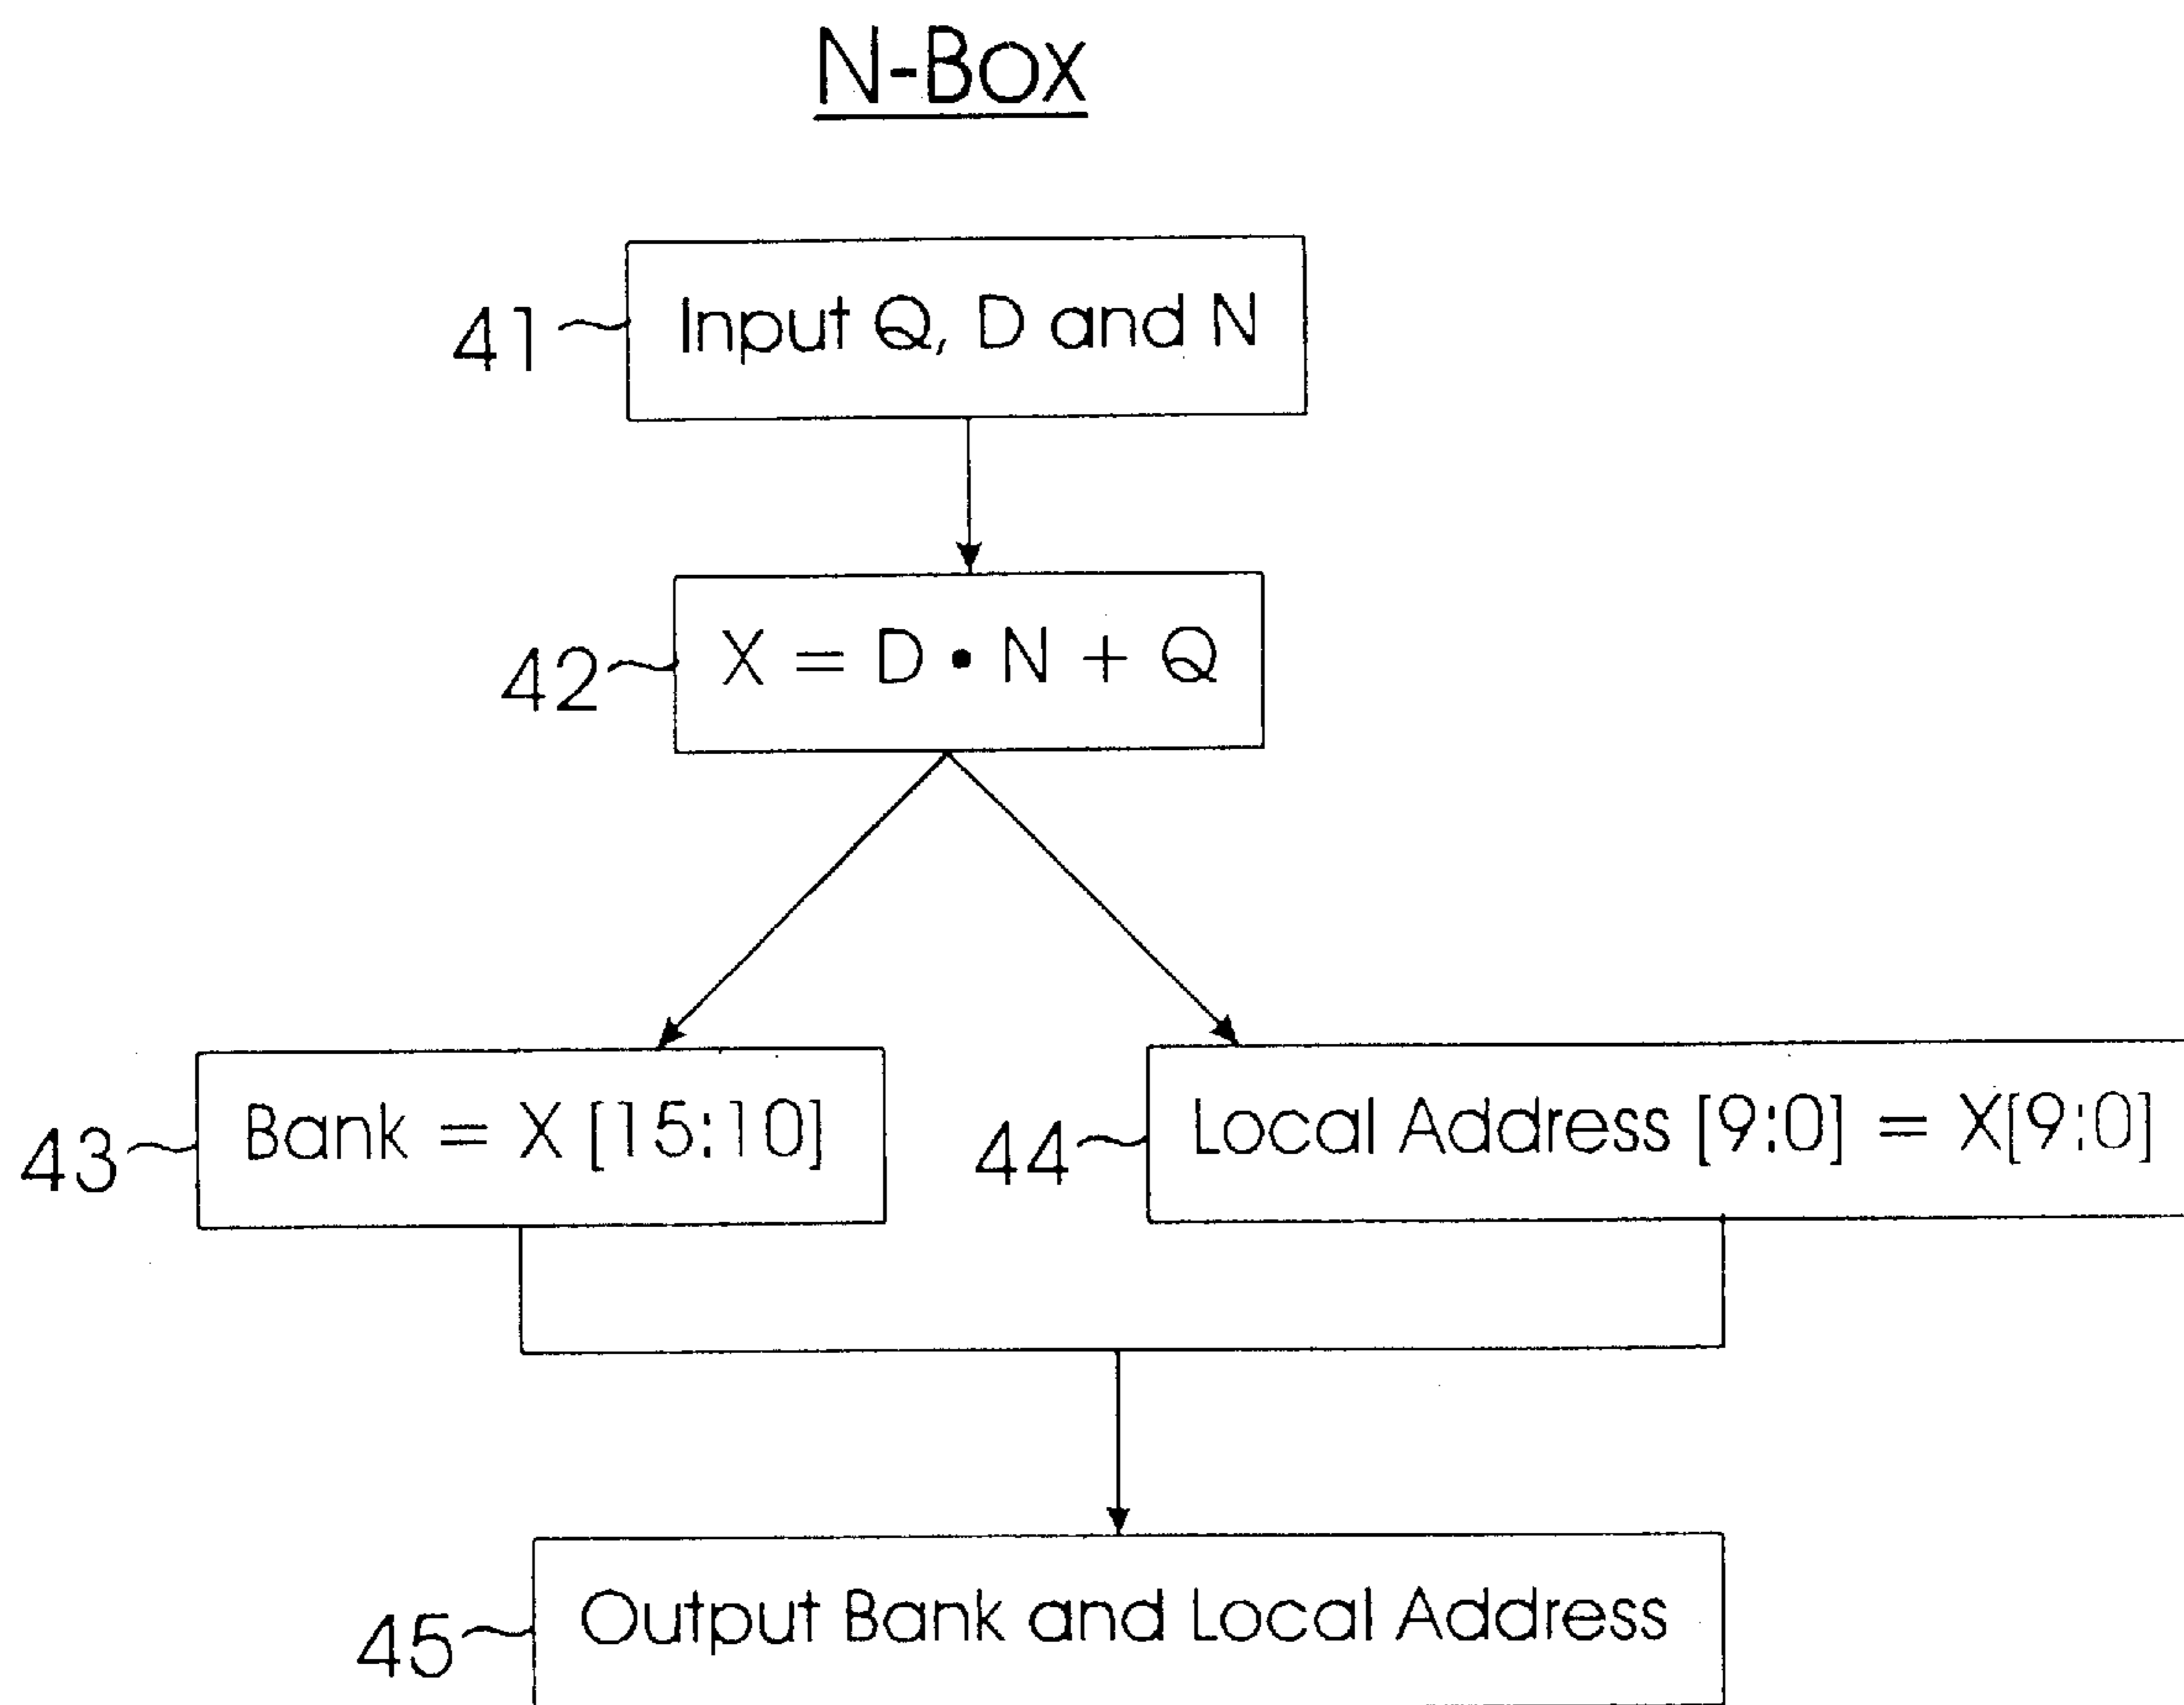 N-Box
41 Input Q, D and N
42 X = D • N + Q
43 Bank = X [15:10]
44 Local Address [9:0] = X[9:0]
45 Output Bank and Local Address